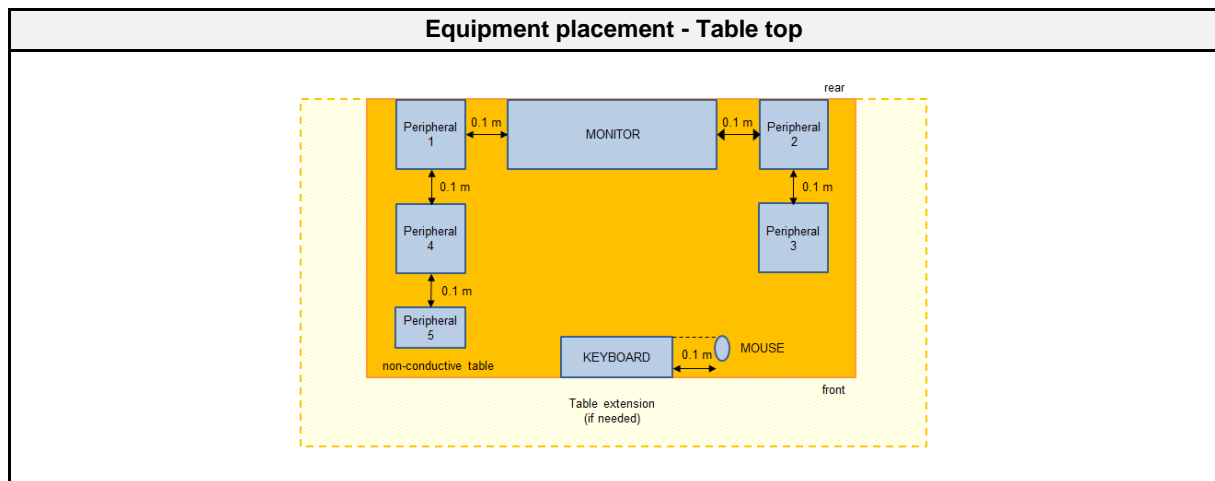 Equipment placement - Table top
rear
Peripheral
1
0.1 m
MONITOR
0.1 m
Peripheral
2
0.1 m
0.1 m
Peripheral
4
Peripheral
3
0.1 m
Peripheral
5
KEYBOARD
0.1 m
MOUSE
non-conductive table
front
Table extension
(if needed)